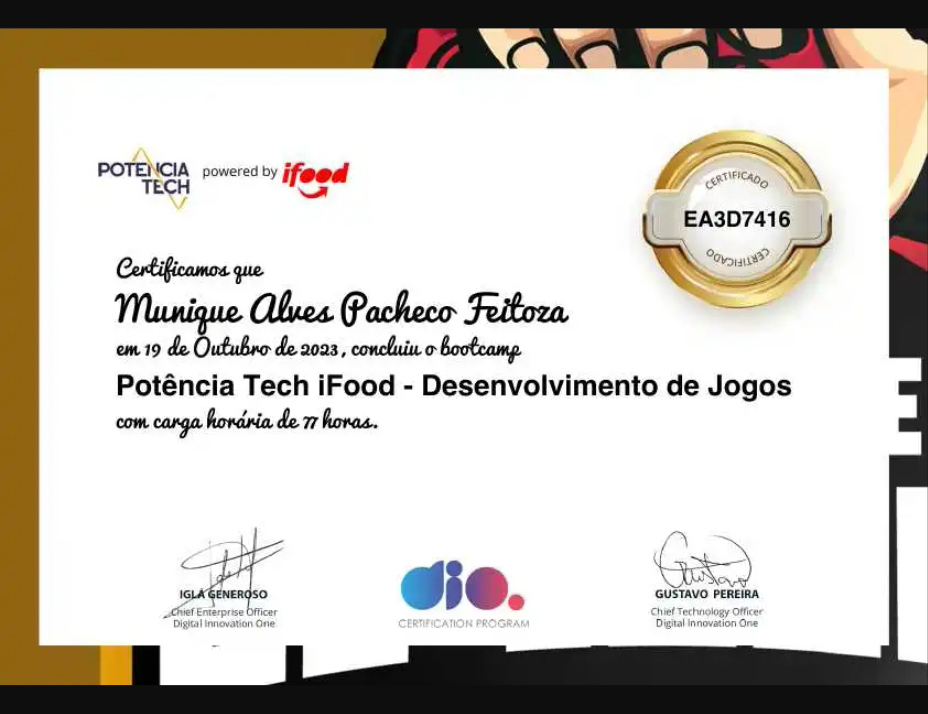 POTÊNCIA
TECH
powered by ifood
CERTIFICADO
EA3D7416
CERTIFICADO
Certificamos que
Munique Alves Pacheco Feitoza
em 19 de Outubro de 2023, concluiu o bootcamp
Potência Tech iFood - Desenvolvimento de Jogos
com carga horária de 77 horas.
IGLÁ GENEROSO
Chief Enterprise Officer
Digital Innovation One
dio.
CERTIFICATION PROGRAM
GUSTAVO PEREIRA
Chief Technology Officer
Digital Innovation One